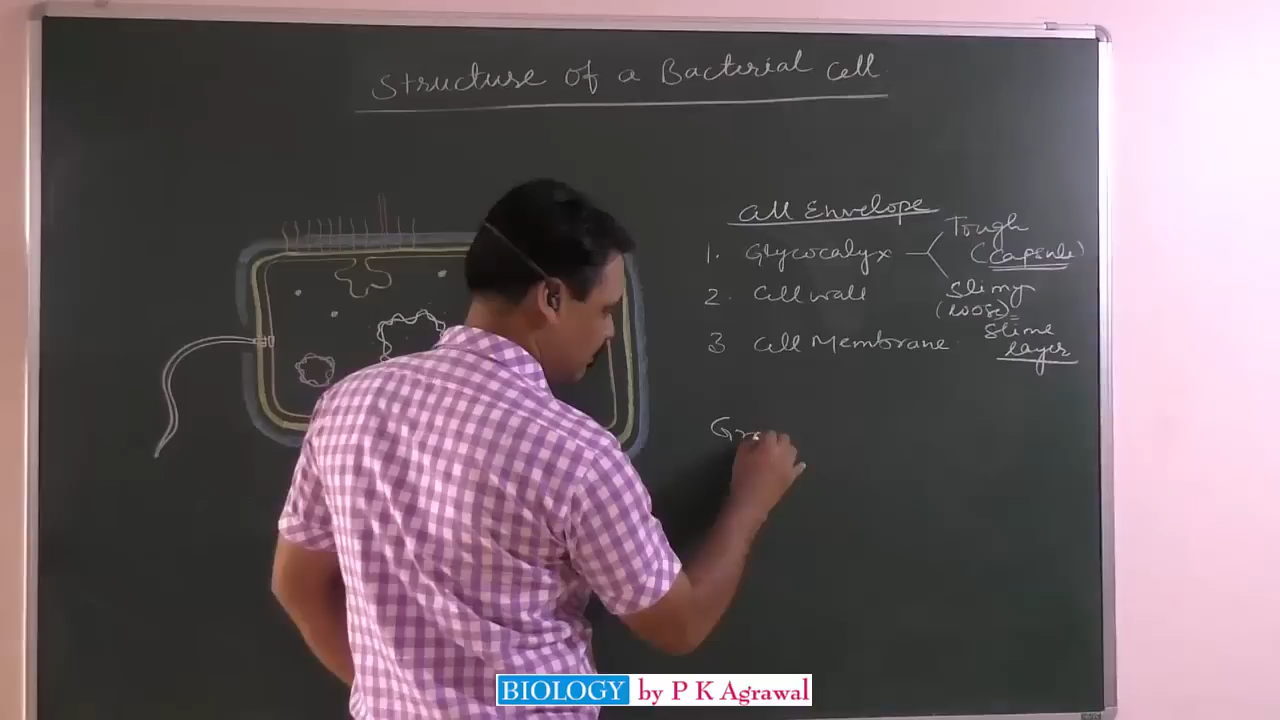 Structure of a Bacterial Cell
Cell Envelope
1. Glycocalyx
Tough
(capsule)
Slimy
(loose)=
slime
layer
2. Cell wall
3 Cell Membrane
Gra
BIOLOGY by P K Agrawal